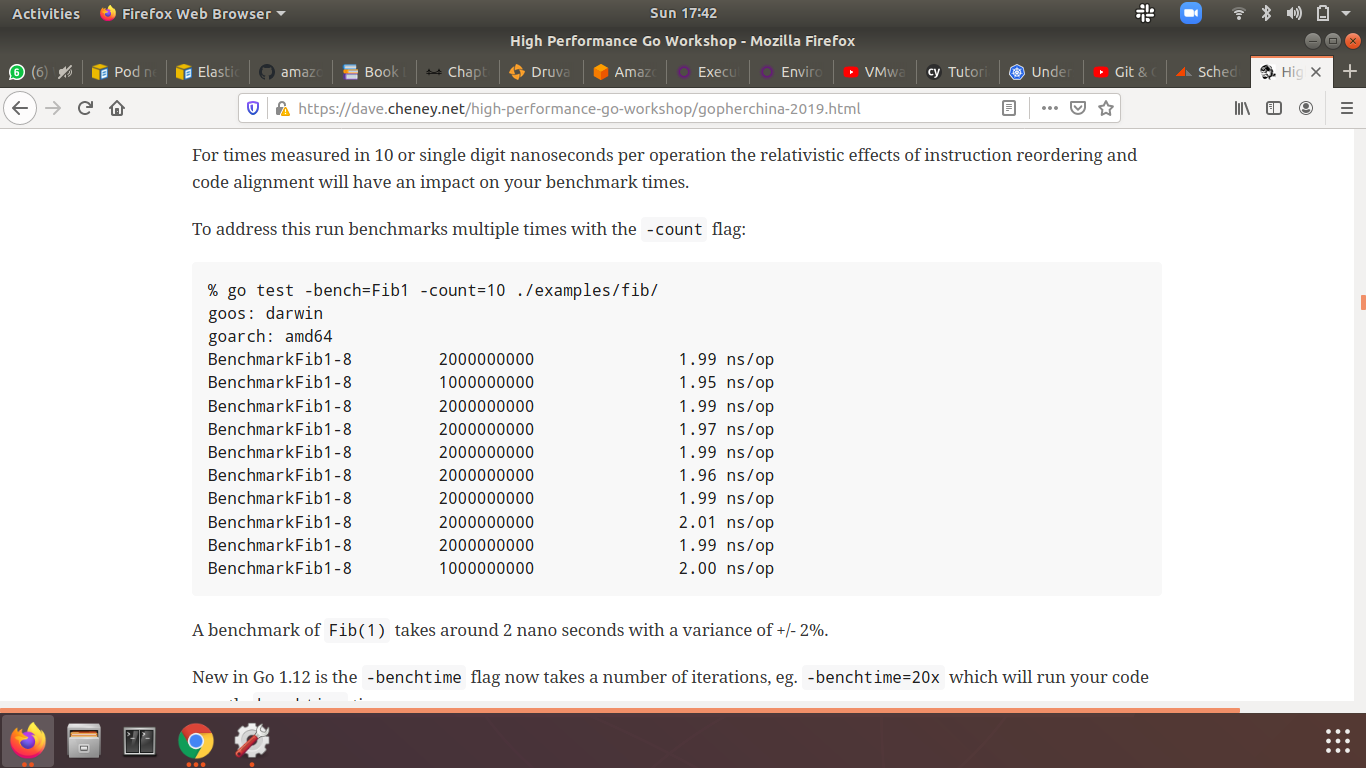 Activities Firefox Web Browser Sun 17:42
High Performance Go Workshop - Mozilla Firefox
(6) Pod n Elastic amazo Book Chapt Druva Amazo Execu Enviro VMwa Tutori Under Git & Sched Hig
https://dave.cheney.net/high-performance-go-workshop/gopherchina-2019.html
For times measured in 10 or single digit nanoseconds per operation the relativistic effects of instruction reordering and
code alignment will have an impact on your benchmark times.
To address this run benchmarks multiple times with the -count flag:
% go test -bench=Fib1 -count=10 ./examples/fib/
goos: darwin
goarch: amd64
BenchmarkFib1-8 2000000000 1.99 ns/op
BenchmarkFib1-8 1000000000 1.95 ns/op
BenchmarkFib1-8 2000000000 1.99 ns/op
BenchmarkFib1-8 2000000000 1.97 ns/op
BenchmarkFib1-8 2000000000 1.99 ns/op
BenchmarkFib1-8 2000000000 1.96 ns/op
BenchmarkFib1-8 2000000000 1.99 ns/op
BenchmarkFib1-8 2000000000 2.01 ns/op
BenchmarkFib1-8 2000000000 1.99 ns/op
BenchmarkFib1-8 1000000000 2.00 ns/op
A benchmark of Fib(1) takes around 2 nano seconds with a variance of +/- 2%.
New in Go 1.12 is the -benchtime flag now takes a number of iterations, eg. -benchtime=20x which will run your code